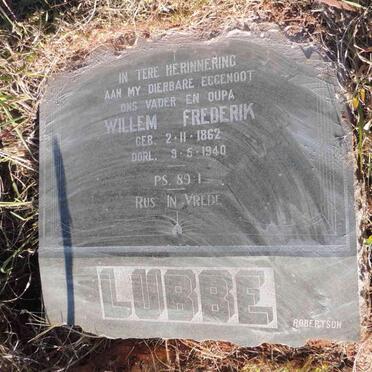 IN TERE HERINNERING
AAN MY DIERBARE EGGENOOT
ONS VADER EN OUPA
WILLEM FREDERIK
GEB. 2·11·1862
OORL. 9·5·1940
PS. 89:1
RUS IN VREDE
LUBBE
ROBERTSON